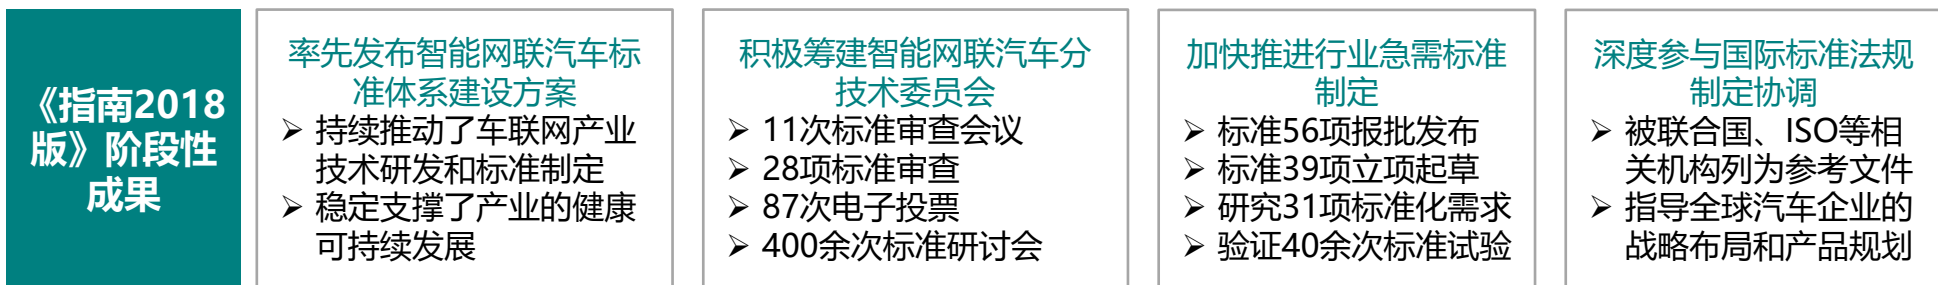 《指南2018
版》阶段性
成果
率先发布智能网联汽车标
准体系建设方案
➢ 持续推动了车联网产业
技术研发和标准制定
➢ 稳定支撑了产业的健康
可持续发展
积极筹建智能网联汽车分
技术委员会
➢ 11次标准审查会议
➢ 28项标准审查
➢ 87次电子投票
➢ 400余次标准研讨会
加快推进行业急需标准
制定
➢ 标准56项报批发布
➢ 标准39项立项起草
➢ 研究31项标准化需求
➢ 验证40余次标准试验
深度参与国际标准法规
制定协调
➢ 被联合国、ISO等相
关机构列为参考文件
➢ 指导全球汽车企业的
战略布局和产品规划